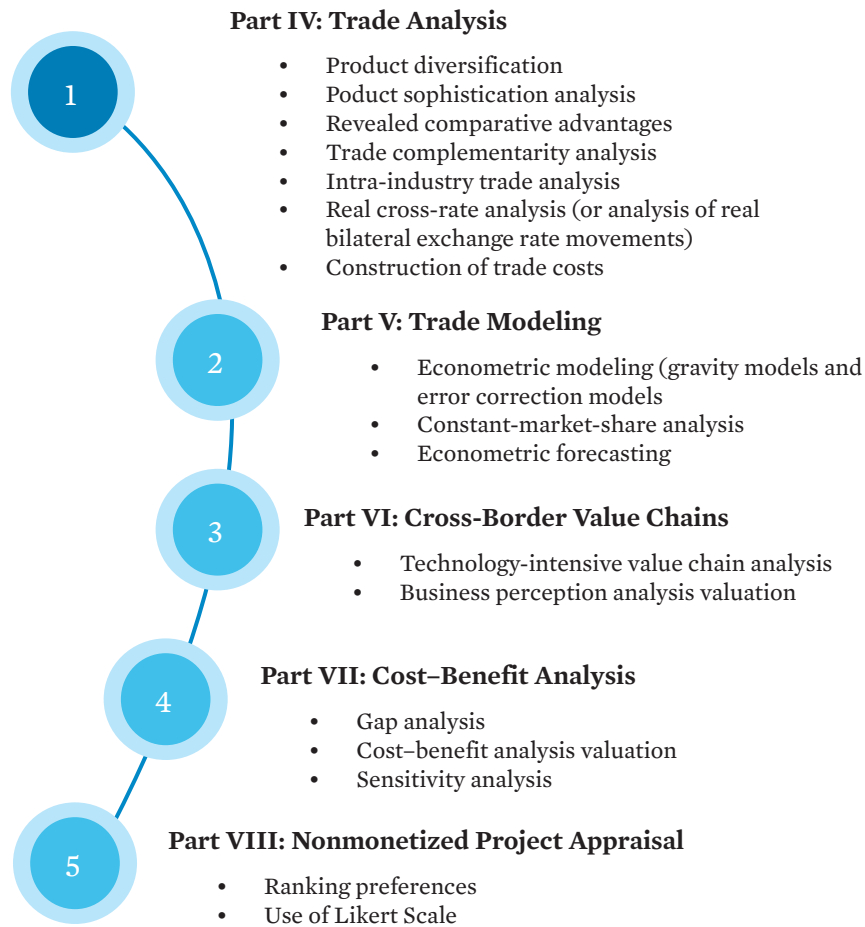 Part IV: Trade Analysis
1
• Product diversification
• Poduct sophistication analysis
• Revealed comparative advantages
• Trade complementarity analysis
• Intra-industry trade analysis
• Real cross-rate analysis (or analysis of real
bilateral exchange rate movements)
• Construction of trade costs
Part V: Trade Modeling
2
• Econometric modeling (gravity models and
error correction models
• Constant-market-share analysis
• Econometric forecasting
Part VI: Cross-Border Value Chains
3
• Technology-intensive value chain analysis
• Business perception analysis valuation
Part VII: Cost–Benefit Analysis
4
• Gap analysis
• Cost–benefit analysis valuation
• Sensitivity analysis
Part VIII: Nonmonetized Project Appraisal
5
• Ranking preferences
• Use of Likert Scale